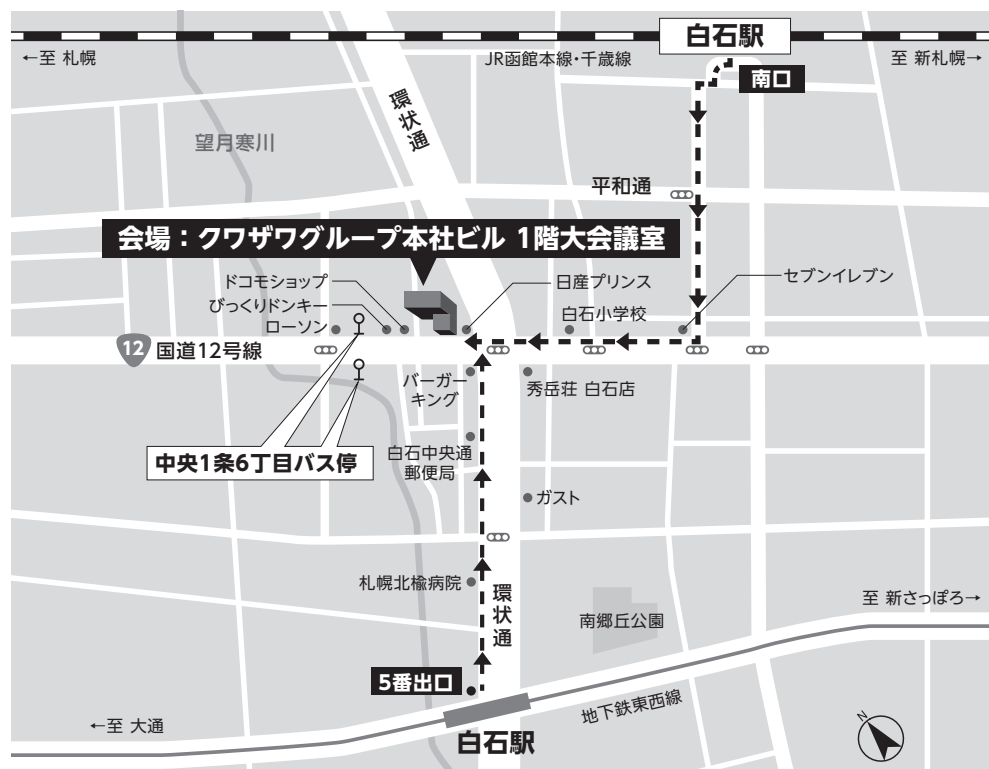 白石駅
←至 札幌
JR函館本線・千歳線
至 新札幌→
南口
環状通
望月寒川
平和通
会場：クワザワグループ本社ビル 1階大会議室
ドコモショップ
日産プリンス
セブンイレブン
びっくりドンキー
白石小学校
ローソン
12
国道12号線
バーガー
キング
秀岳荘 白石店
白石中央通
郵便局
中央1条6丁目バス停
ガスト
札幌北楡病院
環状通
至 新さっぽろ→
南郷丘公園
5番出口
地下鉄東西線
←至 大通
白石駅
N